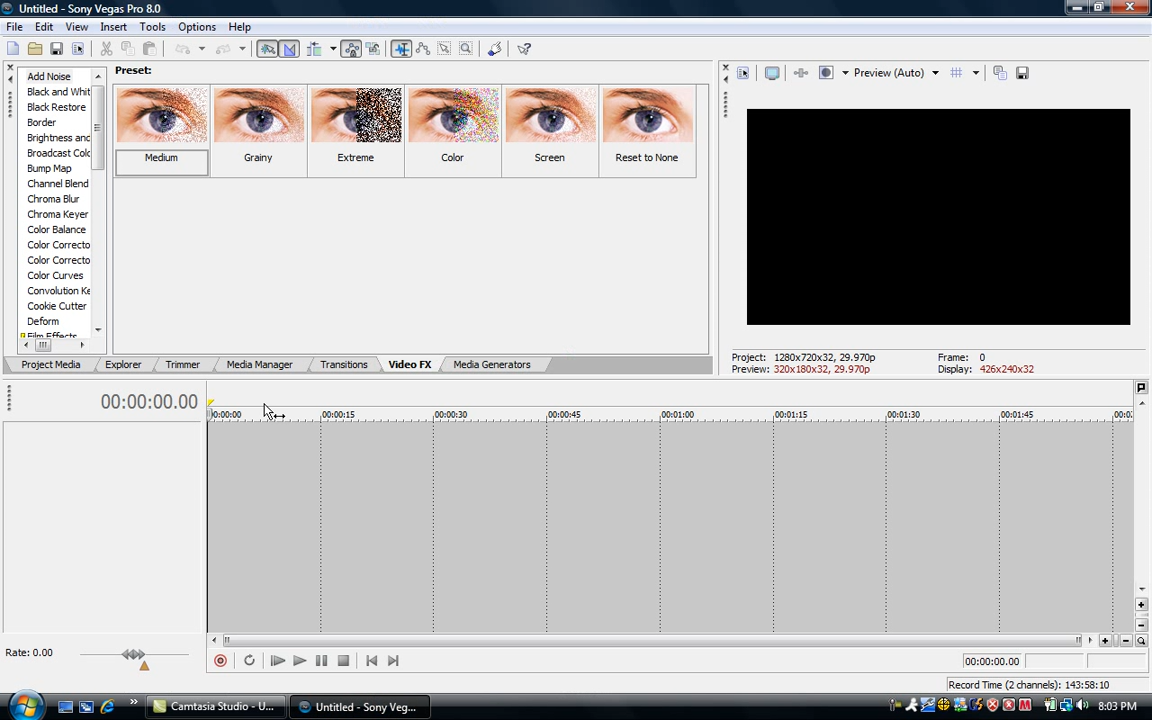 Untitled - Sony Vegas Pro 8.0
File Edit View Insert Tools Options Help
Add Noise
Black and Whit
Black Restore
Border
Brightness and
Broadcast Colo
Bump Map
Channel Blend
Chroma Blur
Chroma Keyer
Color Balance
Color Correcto
Color Correcto
Color Curves
Convolution Ke
Cookie Cutter
Deform
Film Effects
Preset:
Medium Grainy Extreme Color Screen Reset to None
Preview (Auto)
Project: 1280x720x32, 29.970p Frame: 0
Preview: 320x180x32, 29.970p Display: 426x240x32
Project Media Explorer Trimmer Media Manager Transitions Video FX Media Generators
00:00:00.00
00:00:00 00:00:15 00:00:30 00:00:45 00:01:00 00:01:15 00:01:30 00:01:45
Rate: 0.00
00:00:00.00
Record Time (2 channels): 143:58:10
Camtasia Studio - U... Untitled - Sony Veg... 8:03 PM